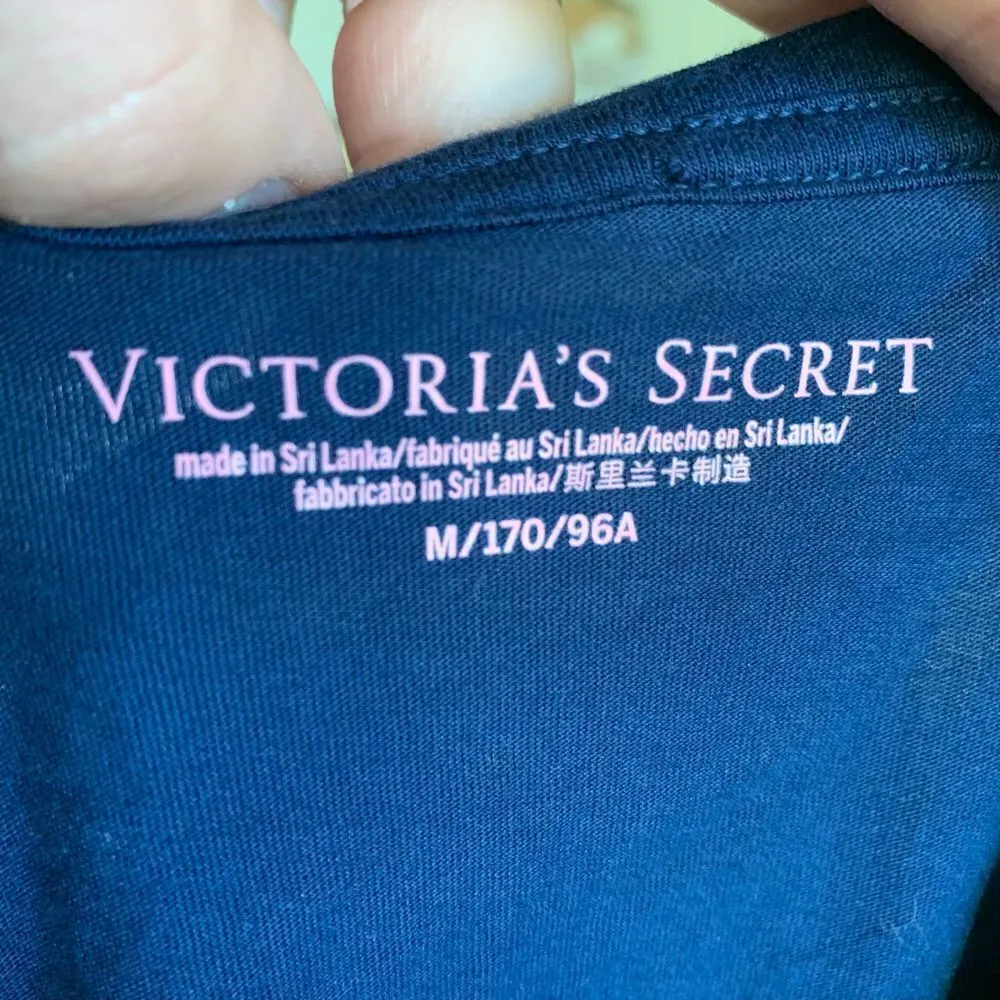 VICTORIA'S SECRET
made in Sri Lanka/fabriqué au Sri Lanka/hecho en Sri Lanka/
fabbricato in Sri Lanka/斯里兰卡制造
M/170/96A